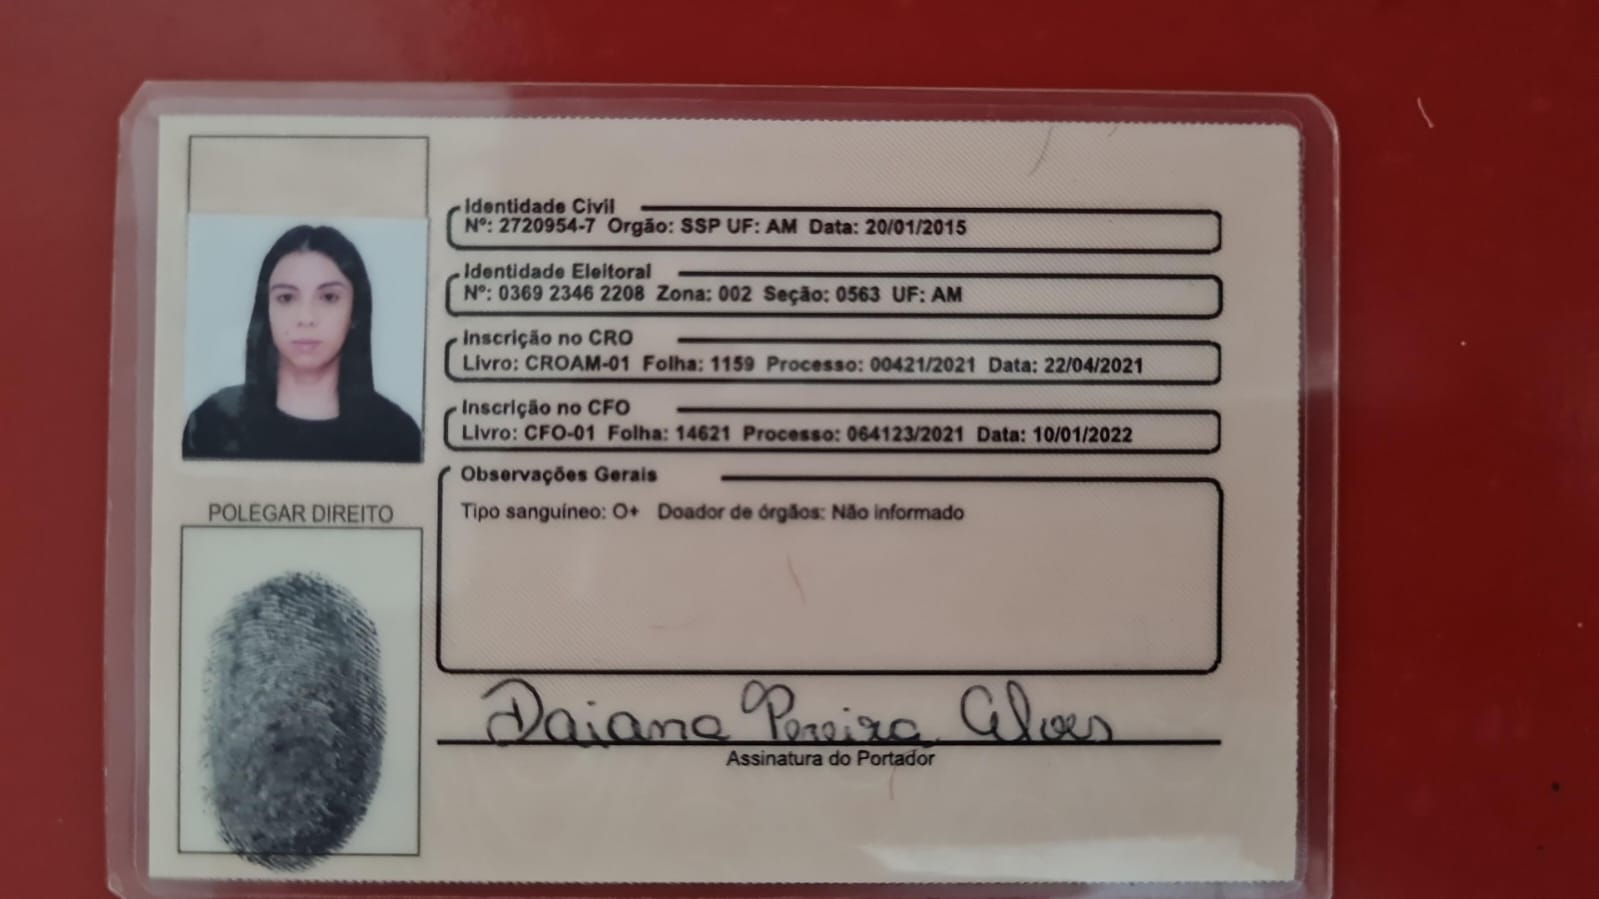 Identidade Civil
Nº: 2720954-7 Orgão: SSP UF: AM Data: 20/01/2015
Identidade Eleitoral
Nº: 0369 2346 2208 Zona: 002 Seção: 0563 UF: AM
Inscrição no CRO
Livro: CROAM-01 Folha: 1159 Processo: 00421/2021 Data: 22/04/2021
Inscrição no CFO
Livro: CFO-01 Folha: 14621 Processo: 064123/2021 Data: 10/01/2022
Observações Gerais
Tipo sanguíneo: O+ Doador de órgãos: Não informado
POLEGAR DIREITO
Daiana Pereira Alves
Assinatura do Portador